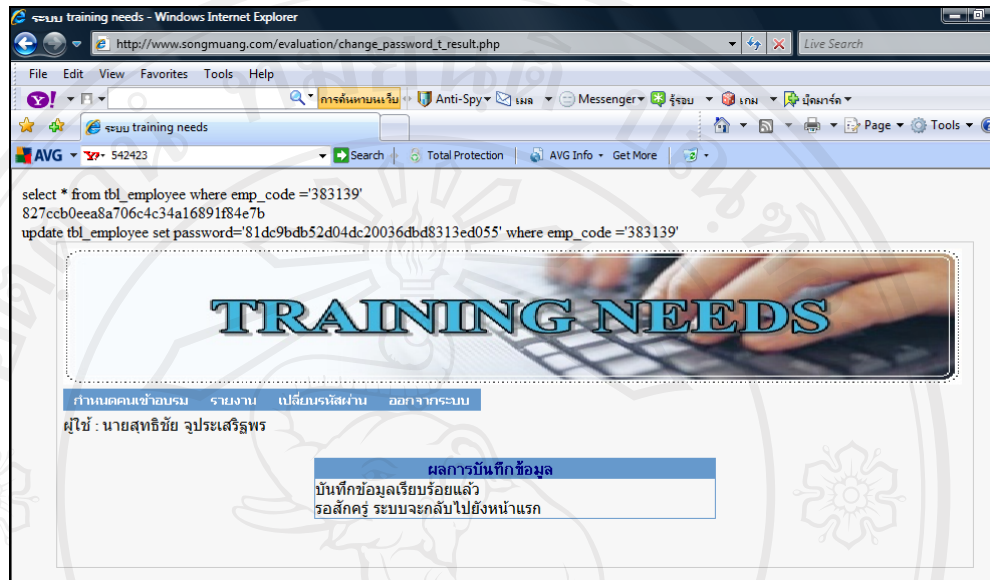 ระบบ training needs - Windows Internet Explorer
http://www.songmuang.com/evaluation/change_password_t_result.php
Live Search
File Edit View Favorites Tools Help
การค้นหาบนเว็บ Anti-Spy เมล Messenger รู้รอบ เกม บุ๊คมาร์ค
ระบบ training needs
Page Tools
AVG 542423 Search Total Protection AVG Info Get More
select * from tbl_employee where emp_code ='383139'
827ccb0eea8a706c4c34a16891f84e7b
update tbl_employee set password='81dc9bdb52d04dc20036dbd8313ed055' where emp_code ='383139'
TRAINING NEEDS
กำหนดคนเข้าอบรม รายงาน เปลี่ยนรหัสผ่าน ออกจากระบบ
ผู้ใช้ : นายสุทธิชัย จูประเสริฐพร
ผลการบันทึกข้อมูล
บันทึกข้อมูลเรียบร้อยแล้ว
รอสักครู่ ระบบจะกลับไปยังหน้าแรก